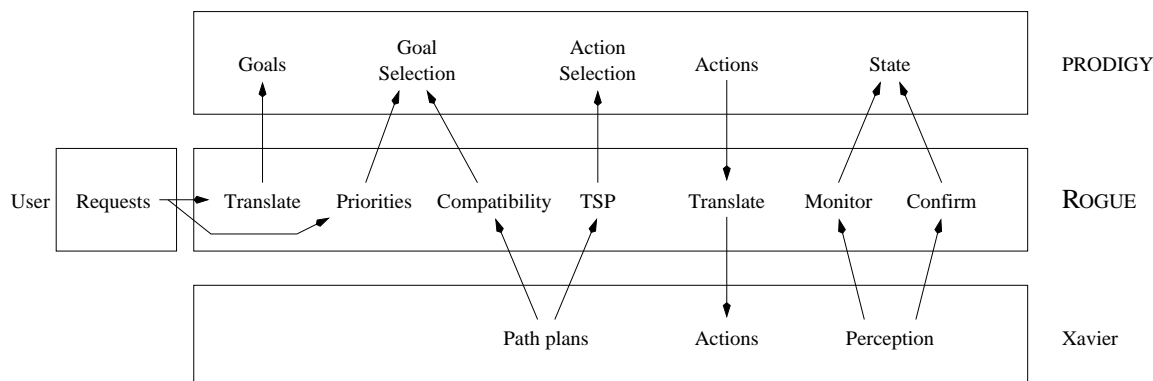 Goals
Goal
Selection
Action
Selection
Actions
State
PRODIGY
User
Requests
Translate
Priorities
Compatibility
TSP
Translate
Monitor
Confirm
ROGUE
Path plans
Actions
Perception
Xavier